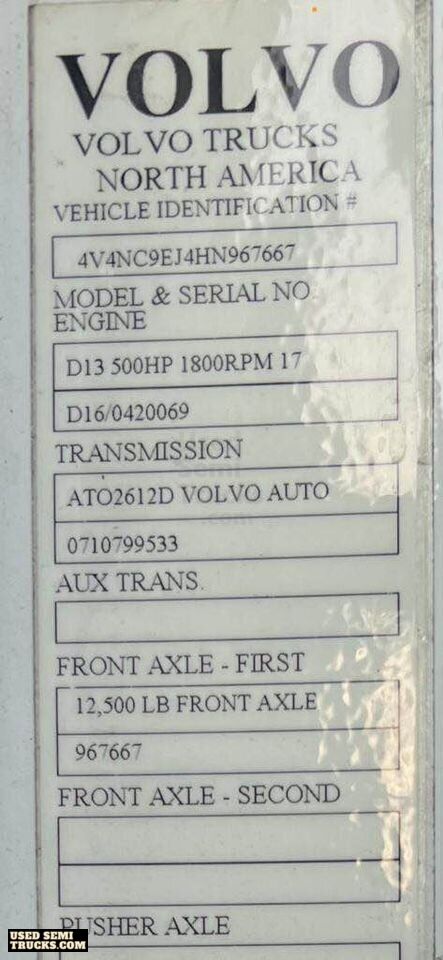 VOLVO
VOLVO TRUCKS
NORTH AMERICA
VEHICLE IDENTIFICATION #
4V4NC9EJ4HN967667
MODEL & SERIAL NO.
ENGINE
D13 500HP 1800RPM 17
D16/0420069
TRANSMISSION
ATO2612D VOLVO AUTO
0710799533
AUX TRANS.
FRONT AXLE - FIRST
12,500 LB FRONT AXLE
967667
FRONT AXLE - SECOND
PUSHER AXLE
USED SEMI
TRUCKS.COM